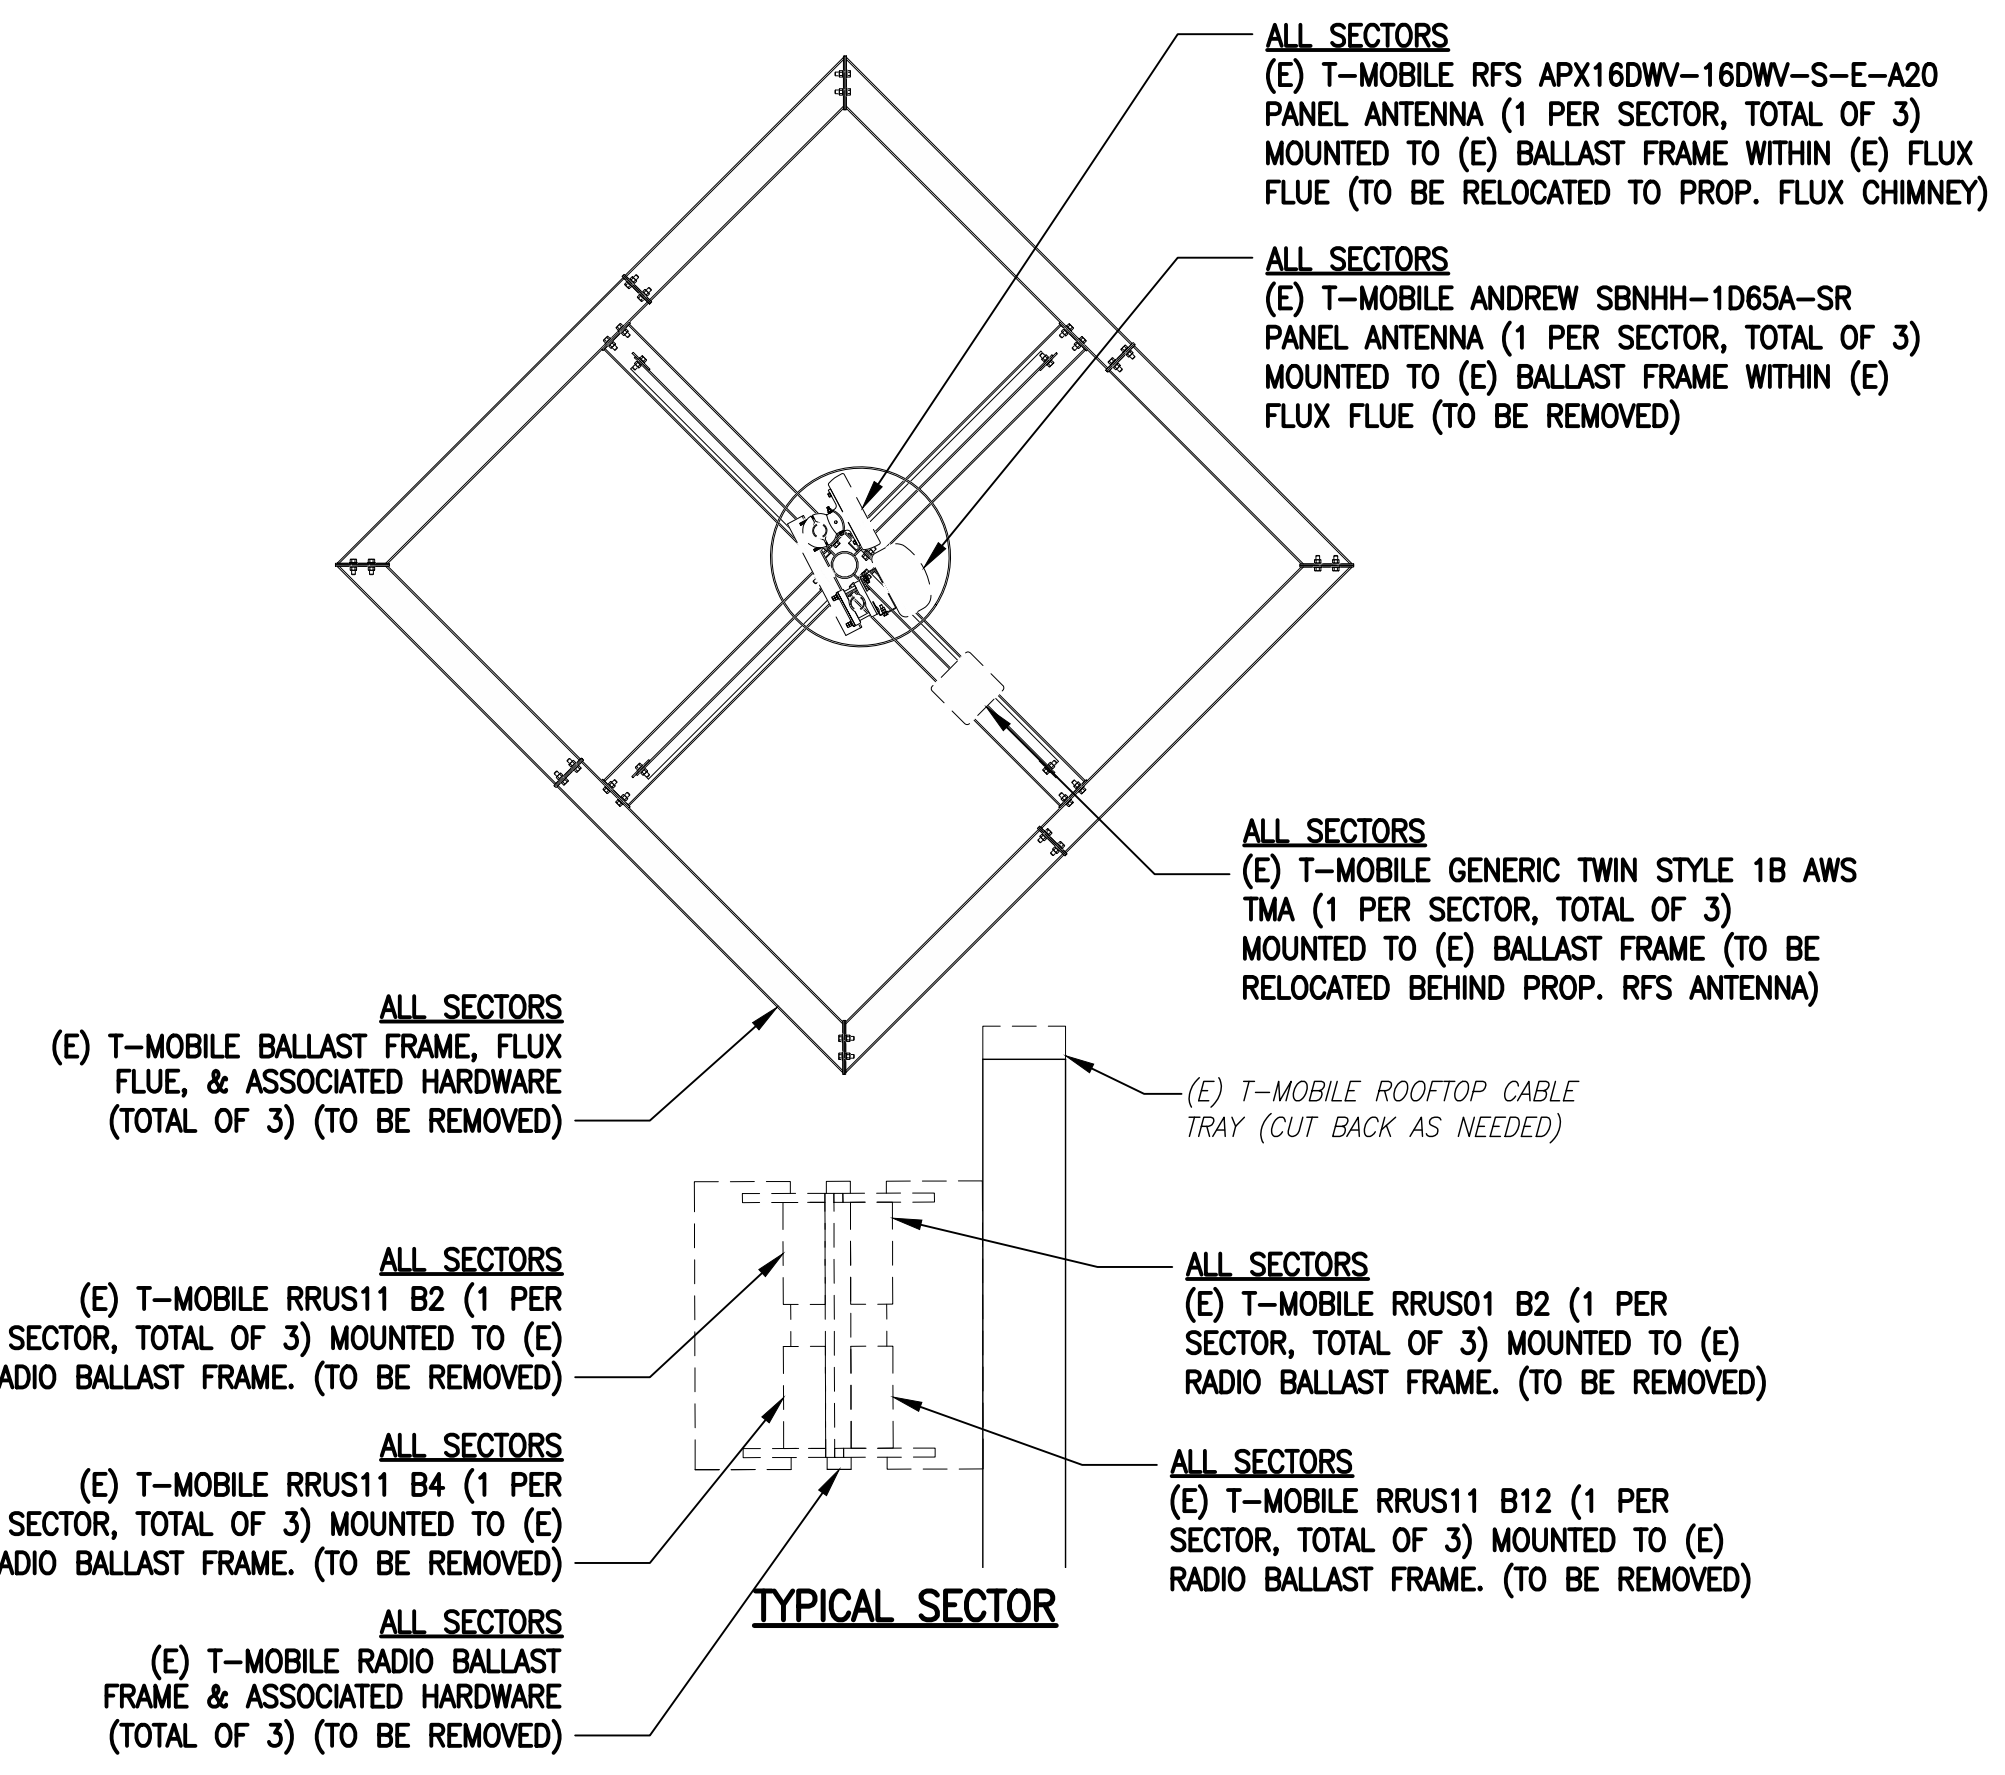 ALL SECTORS
(E) T-MOBILE RFS APX16DWV-16DWV-S-E-A20
PANEL ANTENNA (1 PER SECTOR, TOTAL OF 3)
MOUNTED TO (E) BALLAST FRAME WITHIN (E) FLUX
FLUE (TO BE RELOCATED TO PROP. FLUX CHIMNEY)
ALL SECTORS
(E) T-MOBILE ANDREW SBNHH-1D65A-SR
PANEL ANTENNA (1 PER SECTOR, TOTAL OF 3)
MOUNTED TO (E) BALLAST FRAME WITHIN (E)
FLUX FLUE (TO BE REMOVED)
ALL SECTORS
(E) T-MOBILE GENERIC TWIN STYLE 1B AWS
TMA (1 PER SECTOR, TOTAL OF 3)
MOUNTED TO (E) BALLAST FRAME (TO BE
RELOCATED BEHIND PROP. RFS ANTENNA)
ALL SECTORS
(E) T-MOBILE BALLAST FRAME, FLUX
FLUE, & ASSOCIATED HARDWARE
(TOTAL OF 3) (TO BE REMOVED)
(E) T-MOBILE ROOFTOP CABLE
TRAY (CUT BACK AS NEEDED)
ALL SECTORS
(E) T-MOBILE RRUS11 B2 (1 PER
SECTOR, TOTAL OF 3) MOUNTED TO (E)
ADIO BALLAST FRAME. (TO BE REMOVED)
ALL SECTORS
(E) T-MOBILE RRUS01 B2 (1 PER
SECTOR, TOTAL OF 3) MOUNTED TO (E)
RADIO BALLAST FRAME. (TO BE REMOVED)
ALL SECTORS
(E) T-MOBILE RRUS11 B4 (1 PER
SECTOR, TOTAL OF 3) MOUNTED TO (E)
ADIO BALLAST FRAME. (TO BE REMOVED)
ALL SECTORS
(E) T-MOBILE RRUS11 B12 (1 PER
SECTOR, TOTAL OF 3) MOUNTED TO (E)
RADIO BALLAST FRAME. (TO BE REMOVED)
TYPICAL SECTOR
ALL SECTORS
(E) T-MOBILE RADIO BALLAST
FRAME & ASSOCIATED HARDWARE
(TOTAL OF 3) (TO BE REMOVED)